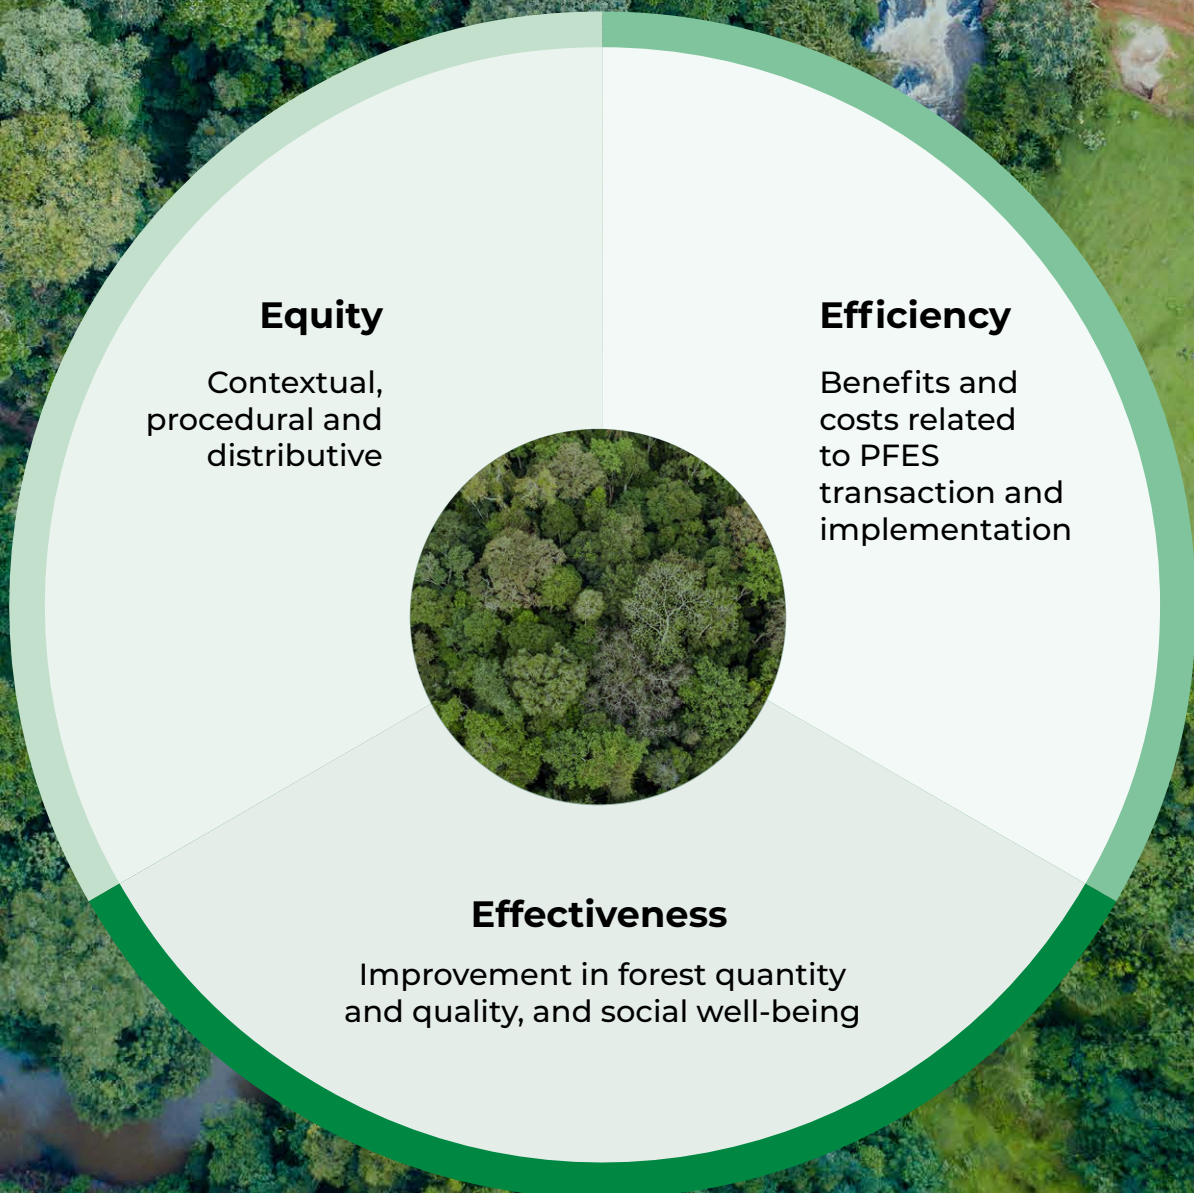 Equity
Contextual,
procedural and
distributive
Efficiency
Benefits and
costs related
to PFES
transaction and
implementation
Effectiveness
Improvement in forest quantity
and quality, and social well-being